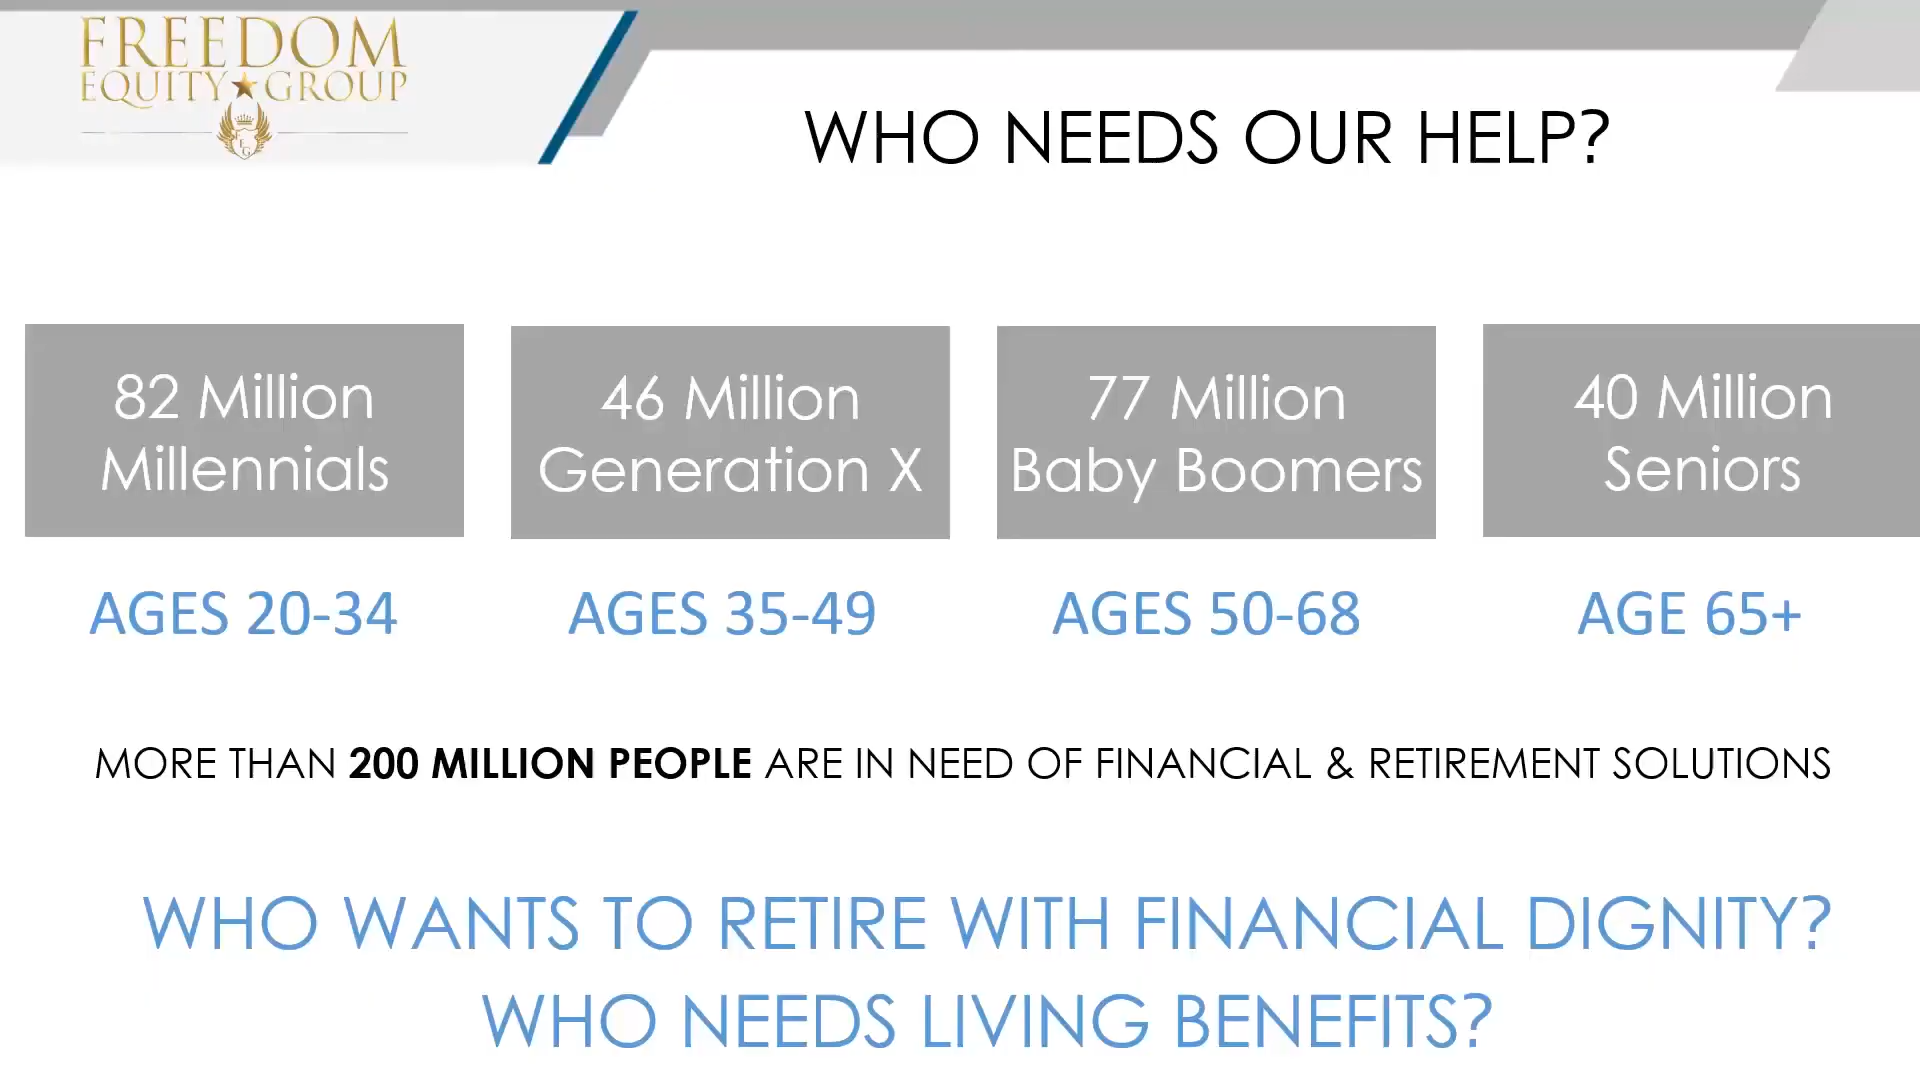 FREEDOM
EQUITY★GROUP
FEG
WHO NEEDS OUR HELP?
82 Million
Millennials
46 Million
Generation X
77 Million
Baby Boomers
40 Million
Seniors
AGES 20-34
AGES 35-49
AGES 50-68
AGE 65+
MORE THAN 200 MILLION PEOPLE ARE IN NEED OF FINANCIAL & RETIREMENT SOLUTIONS
WHO WANTS TO RETIRE WITH FINANCIAL DIGNITY?
WHO NEEDS LIVING BENEFITS?